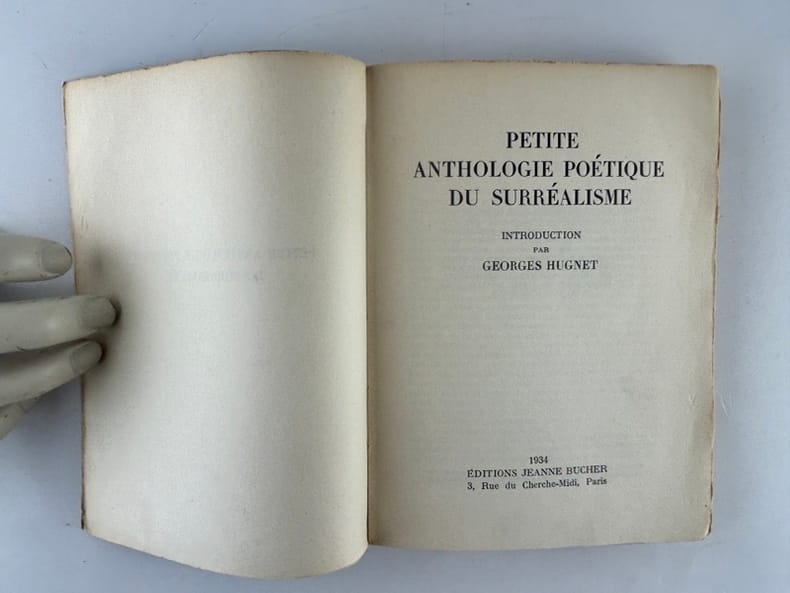 PETITE
ANTHOLOGIE POÉTIQUE
DU SURRÉALISME
INTRODUCTION
PAR
GEORGES HUGNET
1934
ÉDITIONS JEANNE BUCHER
3, Rue du Cherche-Midi, Paris